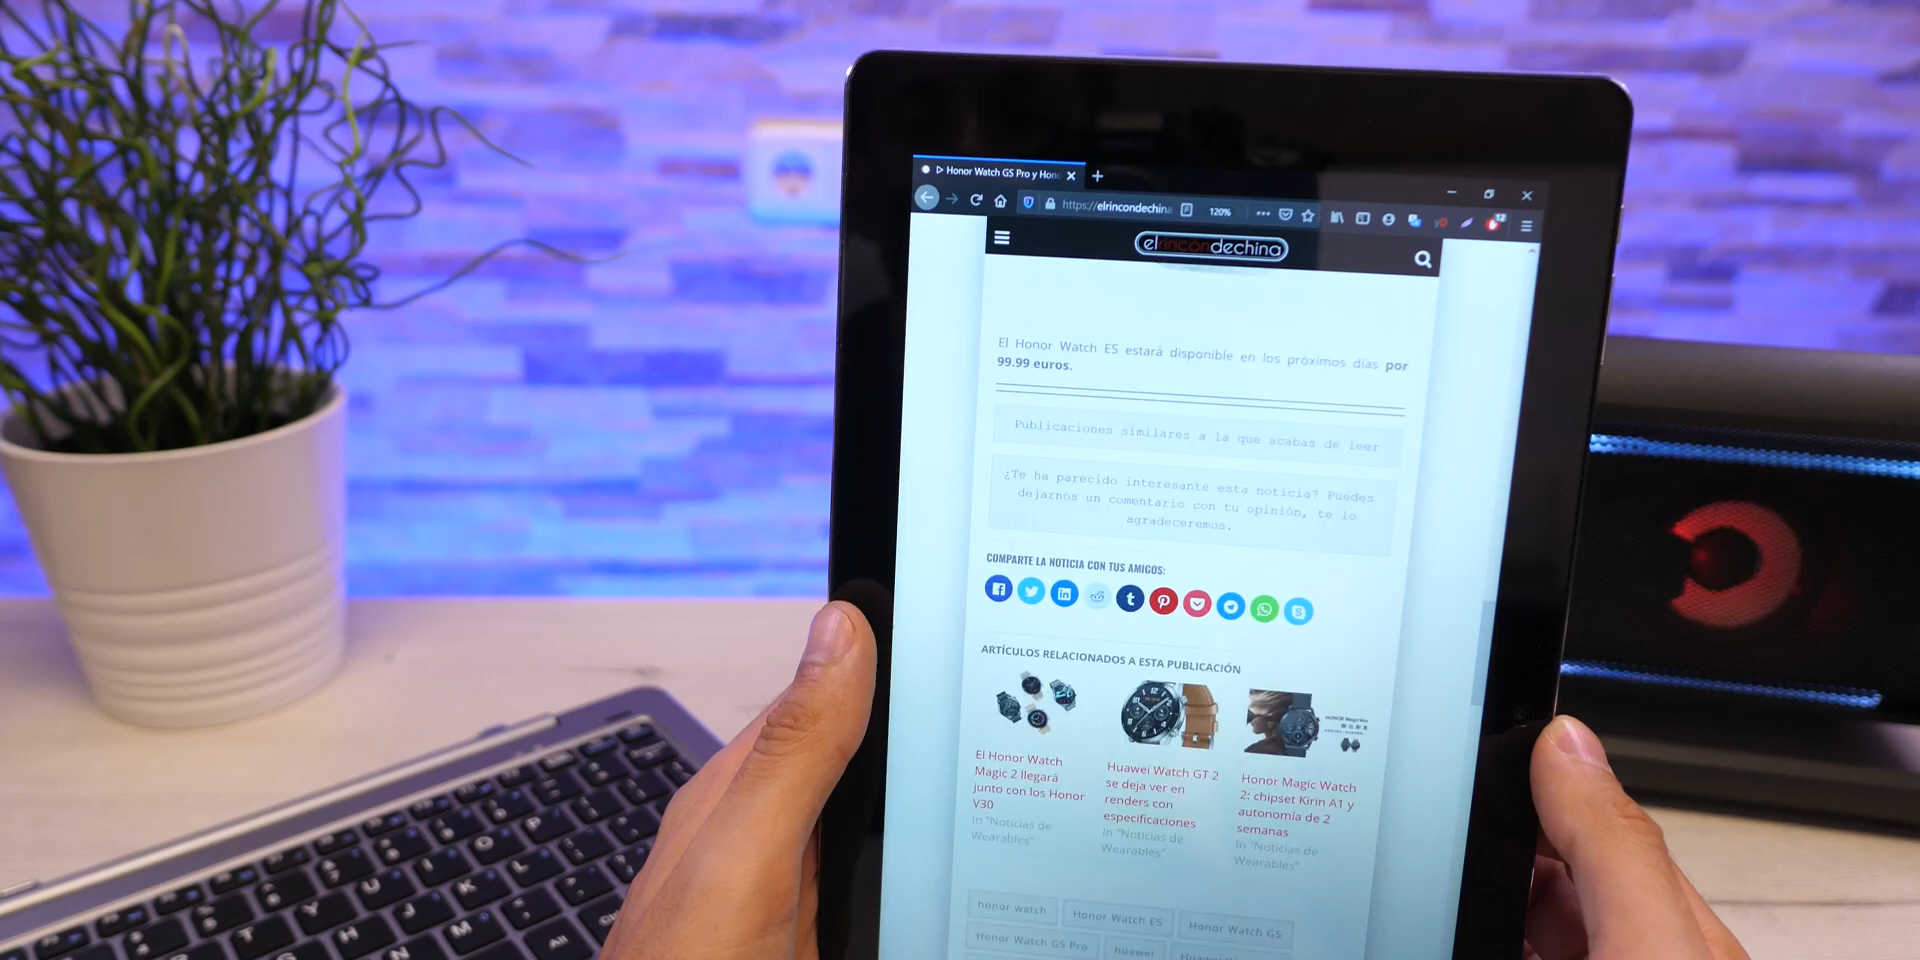 Honor Watch GS Pro y Hono
https://elrincondechina
120%
12
elrincondechina
El Honor Watch ES estará disponible en los próximos días por
99.99 euros.
Publicaciones similares a la que acabas de leer
¿Te ha parecido interesante esta noticia? Puedes
dejarnos un comentario con tu opinión, te lo
agradeceremos.
COMPARTE LA NOTICIA CON TUS AMIGOS:
ARTÍCULOS RELACIONADOS A ESTA PUBLICACIÓN
El Honor Watch
Magic 2 llegará
junto con los Honor
V30
In "Noticias de
Wearables"
Huawei Watch GT 2
se deja ver en
renders con
especificaciones
In "Noticias de
Wearables"
Honor Magic Watch
2: chipset Kirin A1 y
autonomía de 2
semanas
In "Noticias de
Wearables"
honor watch
Honor Watch ES
Honor Watch GS
Honor Watch GS Pro
huawei
U I O P
T Y H J K L
N M
Alt